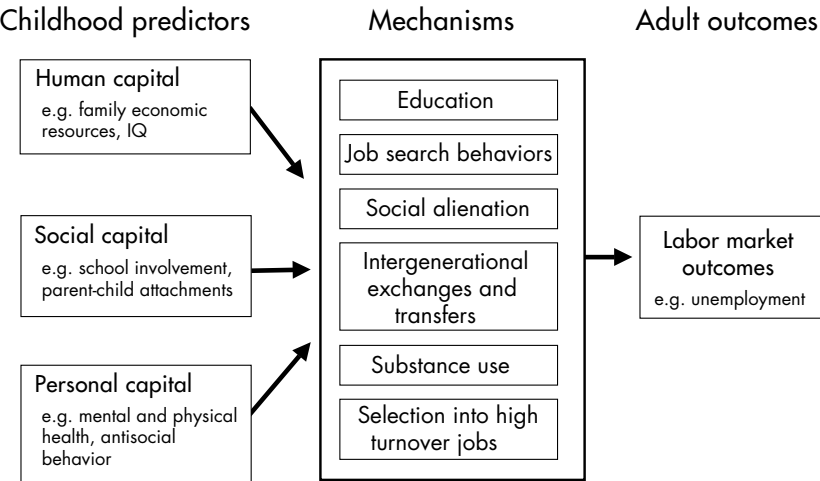 Childhood predictors
Mechanisms
Adult outcomes
Human capital
e.g. family economic
resources, IQ
Social capital
e.g. school involvement,
parent-child attachments
Personal capital
e.g. mental and physical
health, antisocial
behavior
Education
Job search behaviors
Social alienation
Intergenerational
exchanges and
transfers
Substance use
Selection into high
turnover jobs
Labor market
outcomes
e.g. unemployment